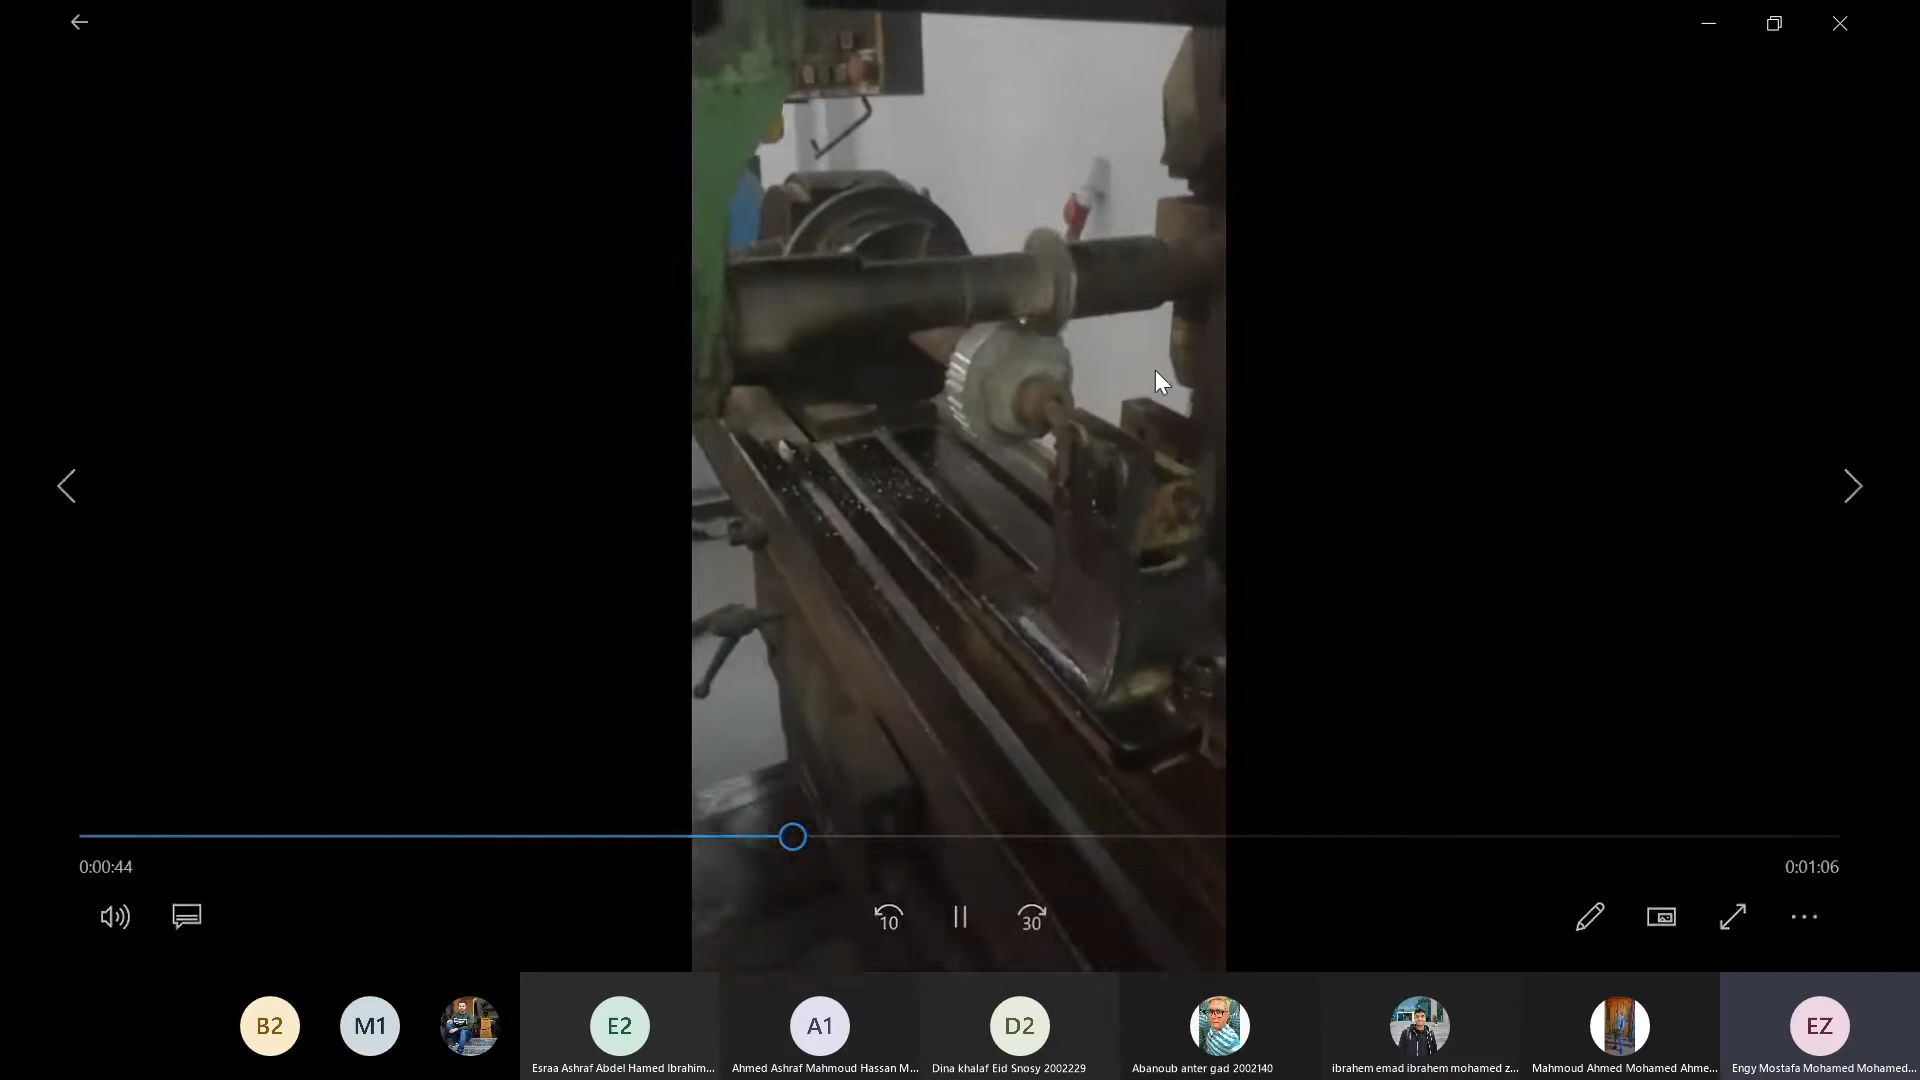 0:00:44
0:01:06
10
30
B2
M1
E2
A1
D2
EZ
Esraa Ashraf Abdel Hamed Ibrahim...
Ahmed Ashraf Mahmoud Hassan M...
Dina khalaf Eid Snosy 2002229
Abanoub anter gad 2002140
ibrahem emad ibrahem mohamed z...
Mahmoud Ahmed Mohamed Ahme...
Engy Mostafa Mohamed Mohamed...